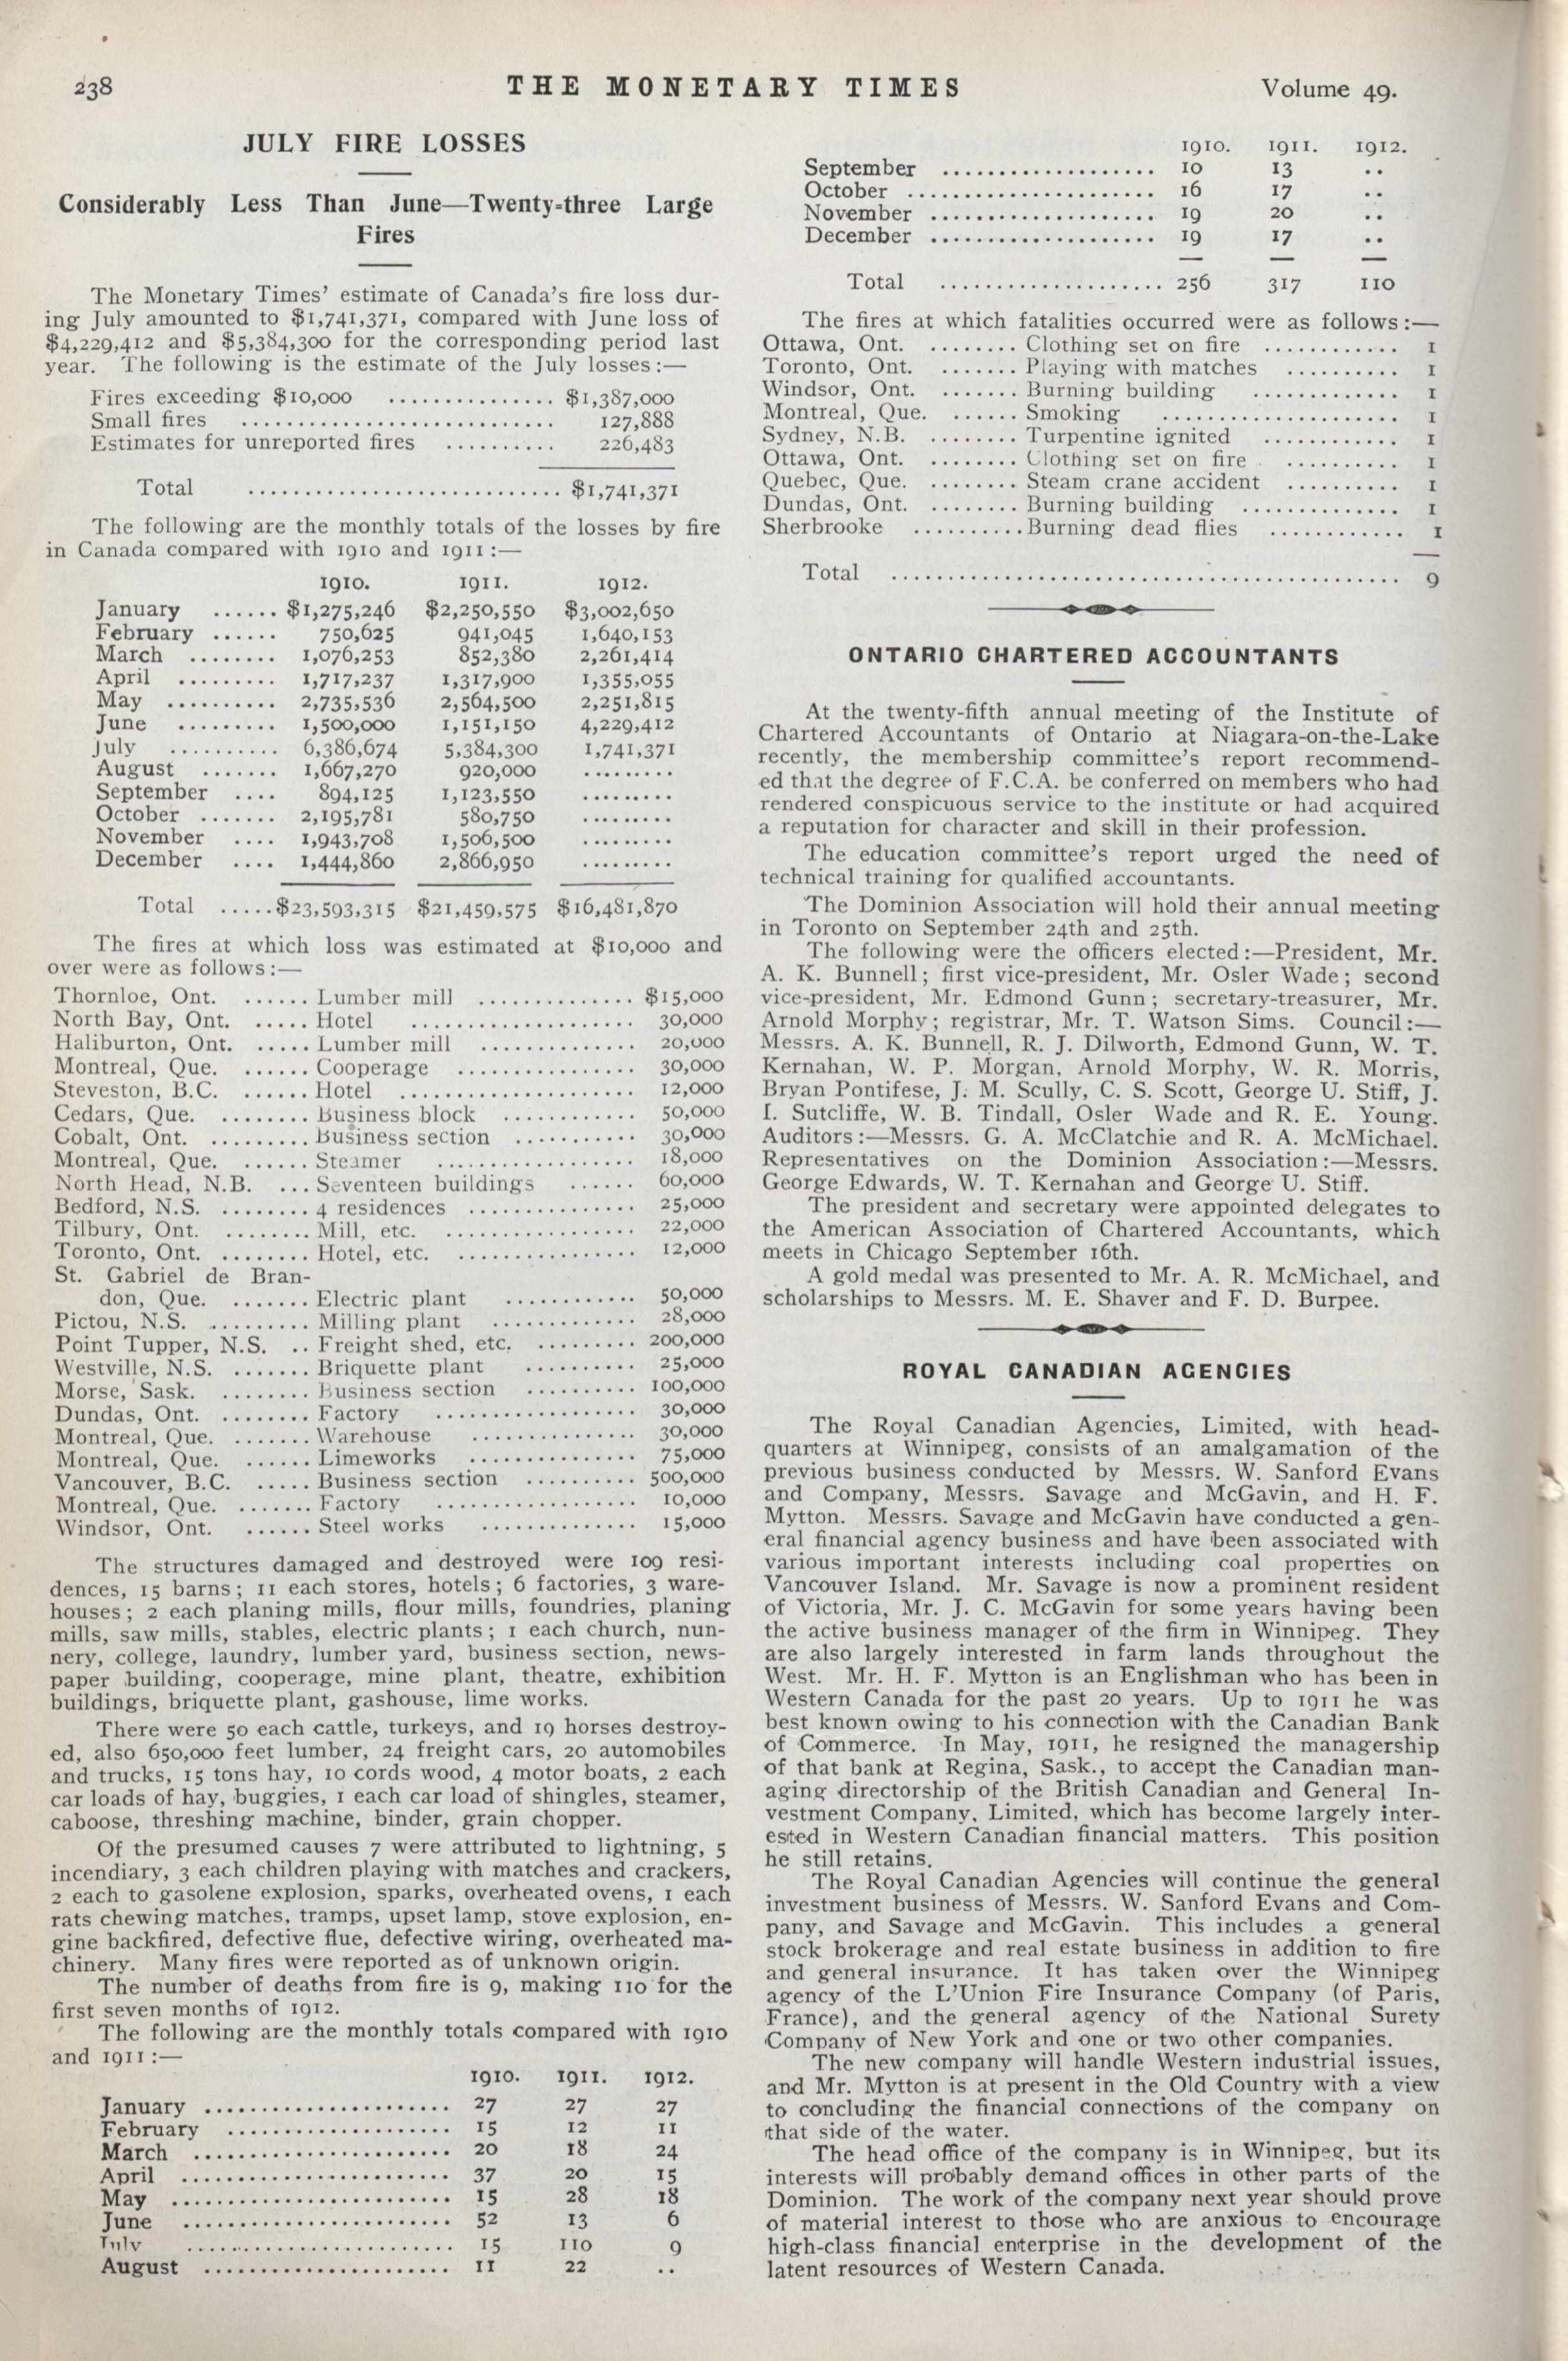 238 THE MONETARY TIMES Volume 49.
JULY FIRE LOSSES
Considerably Less Than June—Twenty-three Large
Fires
The Monetary Times' estimate of Canada's fire loss dur-
ing July amounted to $1,741,371, compared with June loss of
$4,229,412 and $5,384,300 for the corresponding period last
year. The following is the estimate of the July losses:—
Fires exceeding $10,000 ............... $1,387,000
Small fires ........................... 127,888
Estimates for unreported fires .......... 226,483
Total ........................... $1,741,371
The following are the monthly totals of the losses by fire
in Canada compared with 1910 and 1911:—
1910. 1911. 1912.
January ...... $1,275,246 $2,250,550 $3,002,650
February ...... 750,625 941,045 1,640,153
March ........ 1,076,253 852,380 2,261,414
April ......... 1,717,237 1,317,900 1,355,055
May .......... 2,735,536 2,564,500 2,251,815
June ......... 1,500,000 1,151,150 4,229,412
July .......... 6,386,674 5,384,300 1,741,371
August ....... 1,667,270 920,000 .........
September .... 894,125 1,123,550 .........
October ....... 2,195,781 580,750 .........
November .... 1,943,708 1,506,500 .........
December .... 1,444,860 2,866,950 .........
Total .....$23,593,315 $21,459,575 $16,481,870
The fires at which loss was estimated at $10,000 and
over were as follows:—
Thornloe, Ont. ...... Lumber mill .............. $15,000
North Bay, Ont. ..... Hotel .................... 30,000
Haliburton, Ont. ..... Lumber mill .............. 20,000
Montreal, Que. ...... Cooperage ................ 30,000
Steveston, B.C. ...... Hotel ..................... 12,000
Cedars, Que. ........ Business block ............ 50,000
Cobalt, Ont. ......... Business section ........... 30,000
Montreal, Que. ...... Steamer .................. 18,000
North Head, N.B. ... Seventeen buildings ...... 60,000
Bedford, N.S. ........ 4 residences ............... 25,000
Tilbury, Ont. ........ Mill, etc. ................. 22,000
Toronto, Ont. ........ Hotel, etc. ................ 12,000
St. Gabriel de Bran-
don, Que. ....... Electric plant ............ 50,000
Pictou, N.S. ......... Milling plant ............. 28,000
Point Tupper, N.S. .. Freight shed, etc. ......... 200,000
Westville, N.S. ....... Briquette plant .......... 25,000
Morse, Sask. ........ Business section .......... 100,000
Dundas, Ont. ........ Factory .................. 30,000
Montreal, Que. ....... Warehouse ............... 30,000
Montreal, Que. ...... Limeworks ............... 75,000
Vancouver, B.C. ..... Business section .......... 500,000
Montreal, Que. ....... Factory .................. 10,000
Windsor, Ont. ...... Steel works .............. 15,000
The structures damaged and destroyed were 109 resi-
dences, 15 barns; 11 each stores, hotels; 6 factories, 3 ware-
houses; 2 each planing mills, flour mills, foundries, planing
mills, saw mills, stables, electric plants; 1 each church, nun-
nery, college, laundry, lumber yard, business section, news-
paper building, cooperage, mine plant, theatre, exhibition
buildings, briquette plant, gashouse, lime works.
There were 50 each cattle, turkeys, and 19 horses destroy-
ed, also 650,000 feet lumber, 24 freight cars, 20 automobiles
and trucks, 15 tons hay, 10 cords wood, 4 motor boats, 2 each
car loads of hay, buggies, 1 each car load of shingles, steamer,
caboose, threshing machine, binder, grain chopper.
Of the presumed causes 7 were attributed to lightning, 5
incendiary, 3 each children playing with matches and crackers,
2 each to gasolene explosion, sparks, overheated ovens, 1 each
rats chewing matches, tramps, upset lamp, stove explosion, en-
gine backfired, defective flue, defective wiring, overheated ma-
chinery. Many fires were reported as of unknown origin.
The number of deaths from fire is 9, making 110 for the
first seven months of 1912.
The following are the monthly totals compared with 1910
and 1911:—
1910. 1911. 1912.
January ...................... 27 27 27
February .................... 15 12 11
March ....................... 20 18 24
April ........................ 37 20 15
May ......................... 15 28 18
June ........................ 52 13 6
July ........................ 15 110 9
August ...................... 11 22 ..
1910. 1911. 1912.
September ................... 10 13 ..
October ...................... 16 17 ..
November .................... 19 20 ..
December .................... 19 17 ..
Total .................... 256 317 110
The fires at which fatalities occurred were as follows:—
Ottawa, Ont. ........ Clothing set on fire ............ 1
Toronto, Ont. ....... Playing with matches .......... 1
Windsor, Ont. ....... Burning building ............. 1
Montreal, Que. ...... Smoking ..................... 1
Sydney, N.B. ........ Turpentine ignited ............ 1
Ottawa, Ont. ........ Clothing set on fire .......... 1
Quebec, Que. ........ Steam crane accident .......... 1
Dundas, Ont. ........ Burning building .............. 1
Sherbrooke .......... Burning dead flies ............ 1
Total ............................................ 9
ONTARIO CHARTERED ACCOUNTANTS
At the twenty-fifth annual meeting of the Institute of
Chartered Accountants of Ontario at Niagara-on-the-Lake
recently, the membership committee's report recommend-
ed that the degree of F.C.A. be conferred on members who had
rendered conspicuous service to the institute or had acquired
a reputation for character and skill in their profession.
The education committee's report urged the need of
technical training for qualified accountants.
The Dominion Association will hold their annual meeting
in Toronto on September 24th and 25th.
The following were the officers elected:—President, Mr.
A. K. Bunnell; first vice-president, Mr. Osler Wade; second
vice-president, Mr. Edmond Gunn; secretary-treasurer, Mr.
Arnold Morphy; registrar, Mr. T. Watson Sims. Council:—
Messrs. A. K. Bunnell, R. J. Dilworth, Edmond Gunn, W. T.
Kernahan, W. P. Morgan, Arnold Morphy, W. R. Morris,
Bryan Pontifese, J. M. Scully, C. S. Scott, George U. Stiff, J.
I. Sutcliffe, W. B. Tindall, Osler Wade and R. E. Young.
Auditors:—Messrs. G. A. McClatchie and R. A. McMichael.
Representatives on the Dominion Association:—Messrs.
George Edwards, W. T. Kernahan and George U. Stiff.
The president and secretary were appointed delegates to
the American Association of Chartered Accountants, which
meets in Chicago September 16th.
A gold medal was presented to Mr. A. R. McMichael, and
scholarships to Messrs. M. E. Shaver and F. D. Burpee.
ROYAL CANADIAN AGENCIES
The Royal Canadian Agencies, Limited, with head-
quarters at Winnipeg, consists of an amalgamation of the
previous business conducted by Messrs. W. Sanford Evans
and Company, Messrs. Savage and McGavin, and H. F.
Mytton. Messrs. Savage and McGavin have conducted a gen-
eral financial agency business and have been associated with
various important interests including coal properties on
Vancouver Island. Mr. Savage is now a prominent resident
of Victoria, Mr. J. C. McGavin for some years having been
the active business manager of the firm in Winnipeg. They
are also largely interested in farm lands throughout the
West. Mr. H. F. Mytton is an Englishman who has been in
Western Canada for the past 20 years. Up to 1911 he was
best known owing to his connection with the Canadian Bank
of Commerce. In May, 1911, he resigned the managership
of that bank at Regina, Sask., to accept the Canadian man-
aging directorship of the British Canadian and General In-
vestment Company, Limited, which has become largely inter-
ested in Western Canadian financial matters. This position
he still retains.
The Royal Canadian Agencies will continue the general
investment business of Messrs. W. Sanford Evans and Com-
pany, and Savage and McGavin. This includes a general
stock brokerage and real estate business in addition to fire
and general insurance. It has taken over the Winnipeg
agency of the L'Union Fire Insurance Company (of Paris,
France), and the general agency of the National Surety
Company of New York and one or two other companies.
The new company will handle Western industrial issues,
and Mr. Mytton is at present in the Old Country with a view
to concluding the financial connections of the company on
that side of the water.
The head office of the company is in Winnipeg, but its
interests will probably demand offices in other parts of the
Dominion. The work of the company next year should prove
of material interest to those who are anxious to encourage
high-class financial enterprise in the development of the
latent resources of Western Canada.